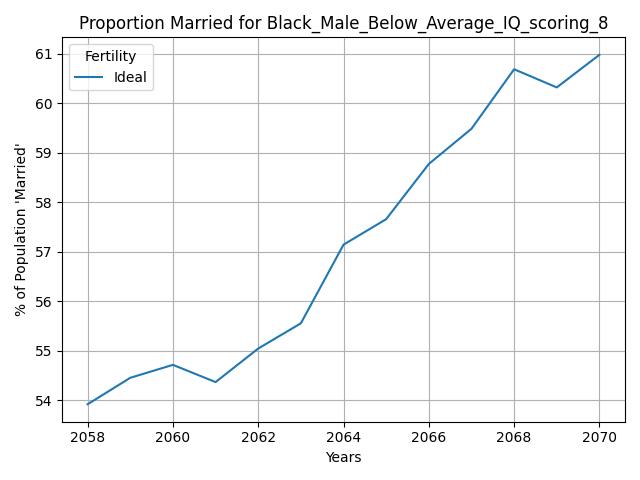 Proportion Married for Black_Male_Below_Average_IQ_scoring_8
Fertility
Ideal
% of Population 'Married'
61
60
59
58
57
56
55
54
2058 2060 2062 2064 2066 2068 2070
Years